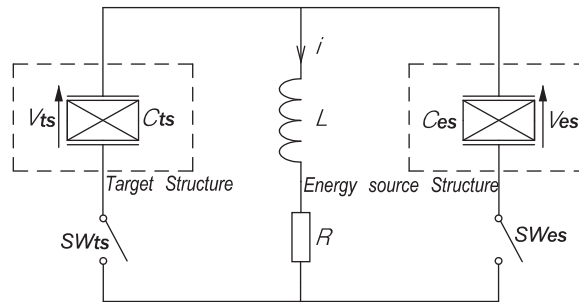 i
Vts
Cts
L
Ces
Ves
Target Structure
Energy source Structure
SWts
R
SWes